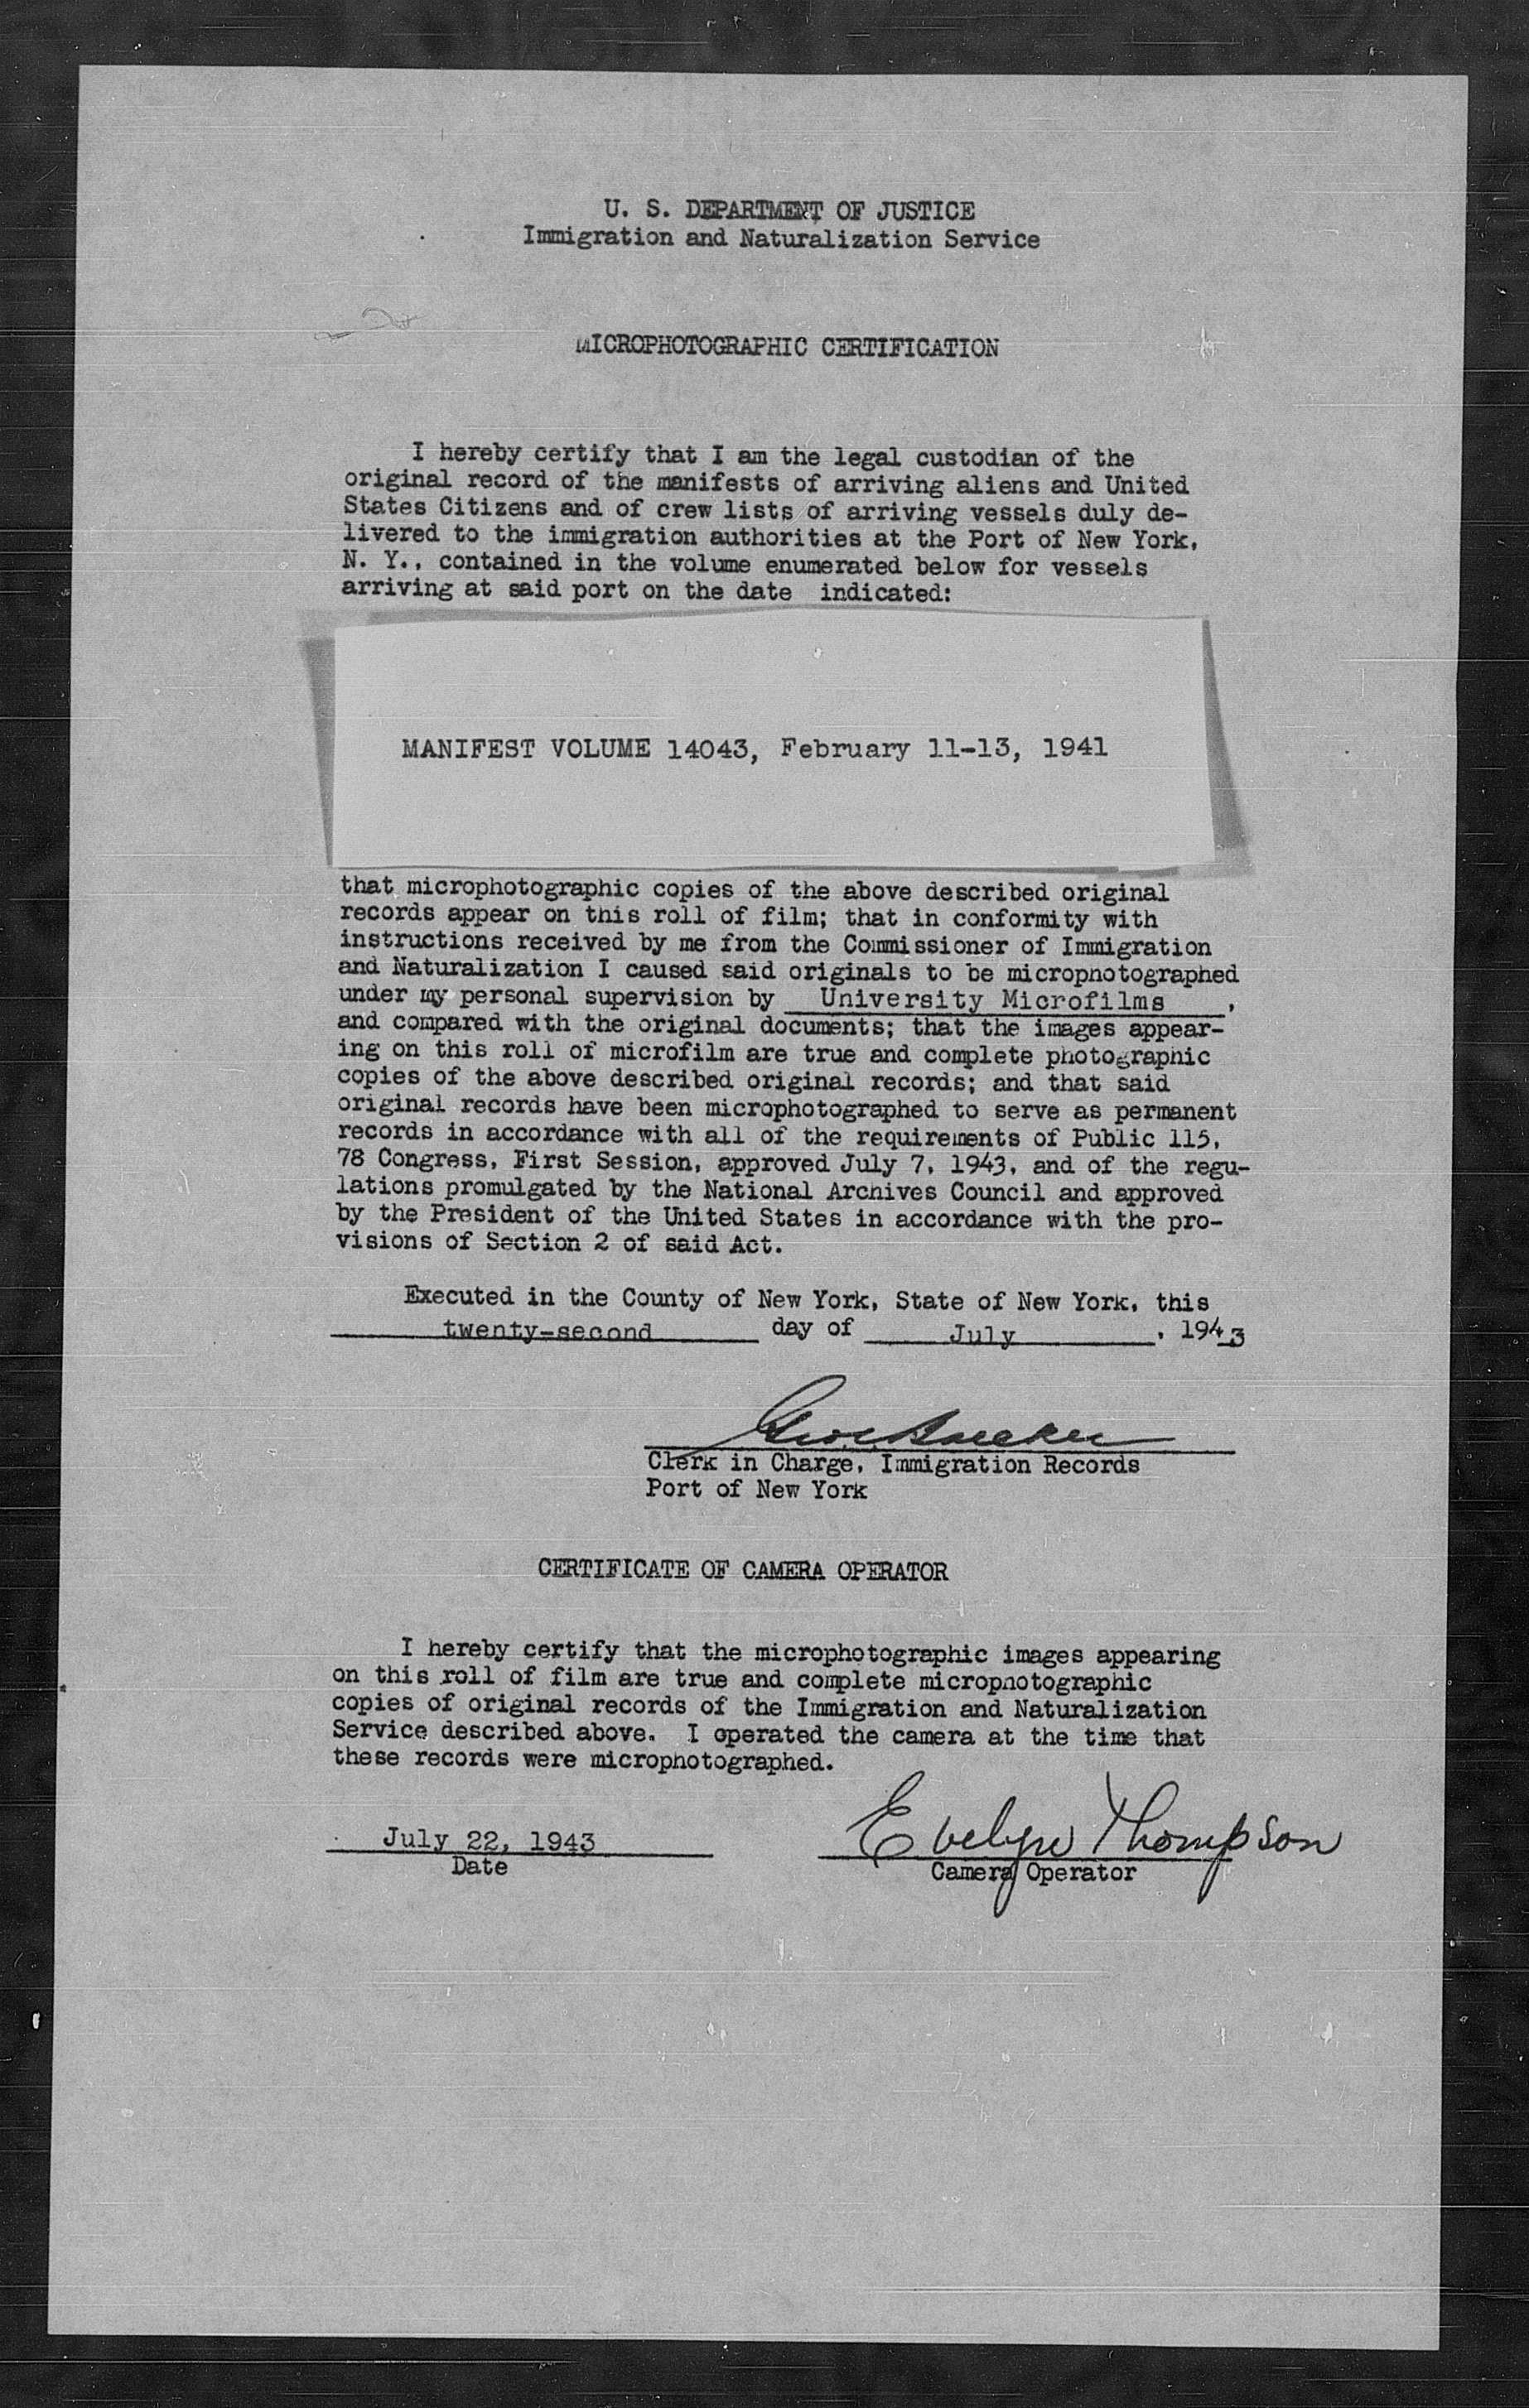 U. S. DEPARTMENT OF JUSTICE
Immigration and Naturalization Service
MICROPHOTOGRAPHIC CERTIFICATION
I hereby certify that I am the legal custodian of the
original record of the manifests of arriving aliens and United
States Citizens and of crew lists of arriving vessels duly de-
livered to the immigration authorities at the Port of New York,
N. Y., contained in the volume enumerated below for vessels
arriving at said port on the date indicated:
MANIFEST VOLUME 14043, February 11-13, 1941
that microphotographic copies of the above described original
records appear on this roll of film; that in conformity with
instructions received by me from the Commissioner of Immigration
and Naturalization I caused said originals to be microphotographed
under my personal supervision by University Microfilms ,
and compared with the original documents; that the images appear-
ing on this roll of microfilm are true and complete photographic
copies of the above described original records; and that said
original records have been microphotographed to serve as permanent
records in accordance with all of the requirements of Public 115,
78 Congress, First Session, approved July 7, 1943, and of the regu-
lations promulgated by the National Archives Council and approved
by the President of the United States in accordance with the pro-
visions of Section 2 of said Act.
Executed in the County of New York, State of New York, this
twenty-second day of July , 1943
Clerk in Charge, Immigration Records
Port of New York
CERTIFICATE OF CAMERA OPERATOR
I hereby certify that the microphotographic images appearing
on this roll of film are true and complete microphotographic
copies of original records of the Immigration and Naturalization
Service described above. I operated the camera at the time that
these records were microphotographed.
July 22, 1943 Evelyn Thompson
Date Camera Operator